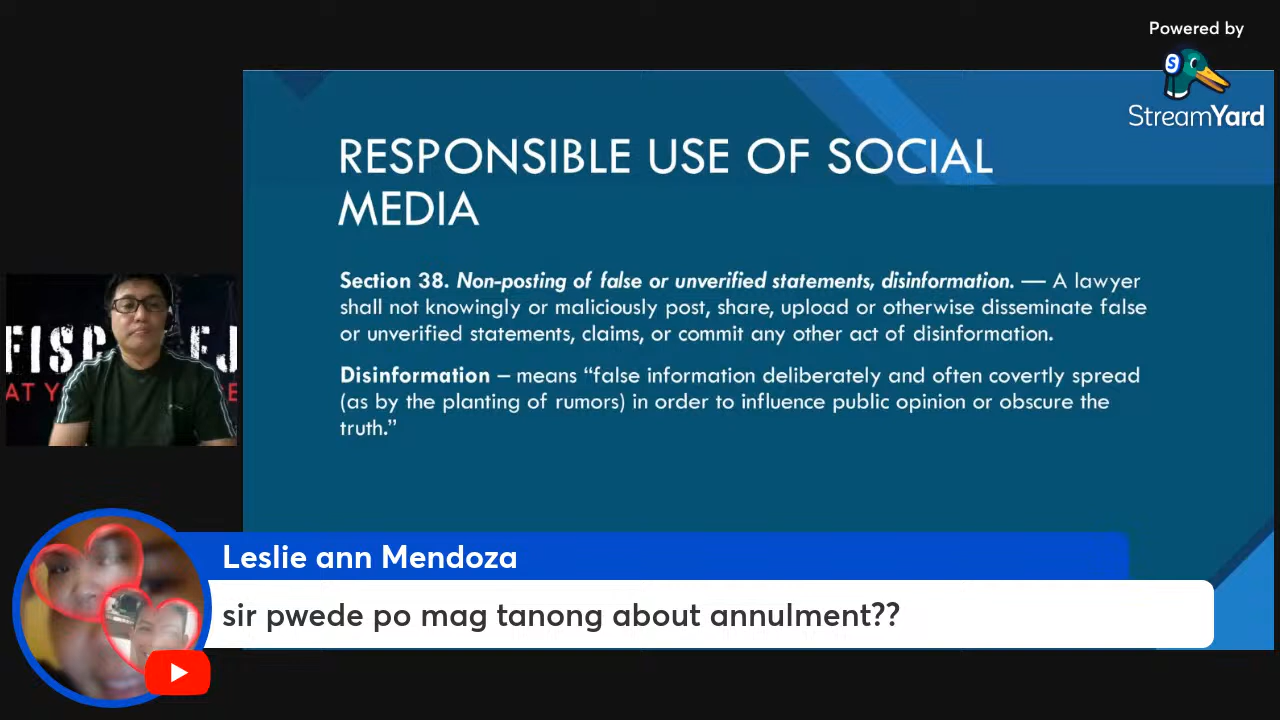 Powered by
S
StreamYard
RESPONSIBLE USE OF SOCIAL
MEDIA
Section 38. Non-posting of false or unverified statements, disinformation. — A lawyer
shall not knowingly or maliciously post, share, upload or otherwise disseminate false
or unverified statements, claims, or commit any other act of disinformation.
Disinformation – means “false information deliberately and often covertly spread
(as by the planting of rumors) in order to influence public opinion or obscure the
truth.”
FISC FJ
AT Y E
Leslie ann Mendoza
sir pwede po mag tanong about annulment??